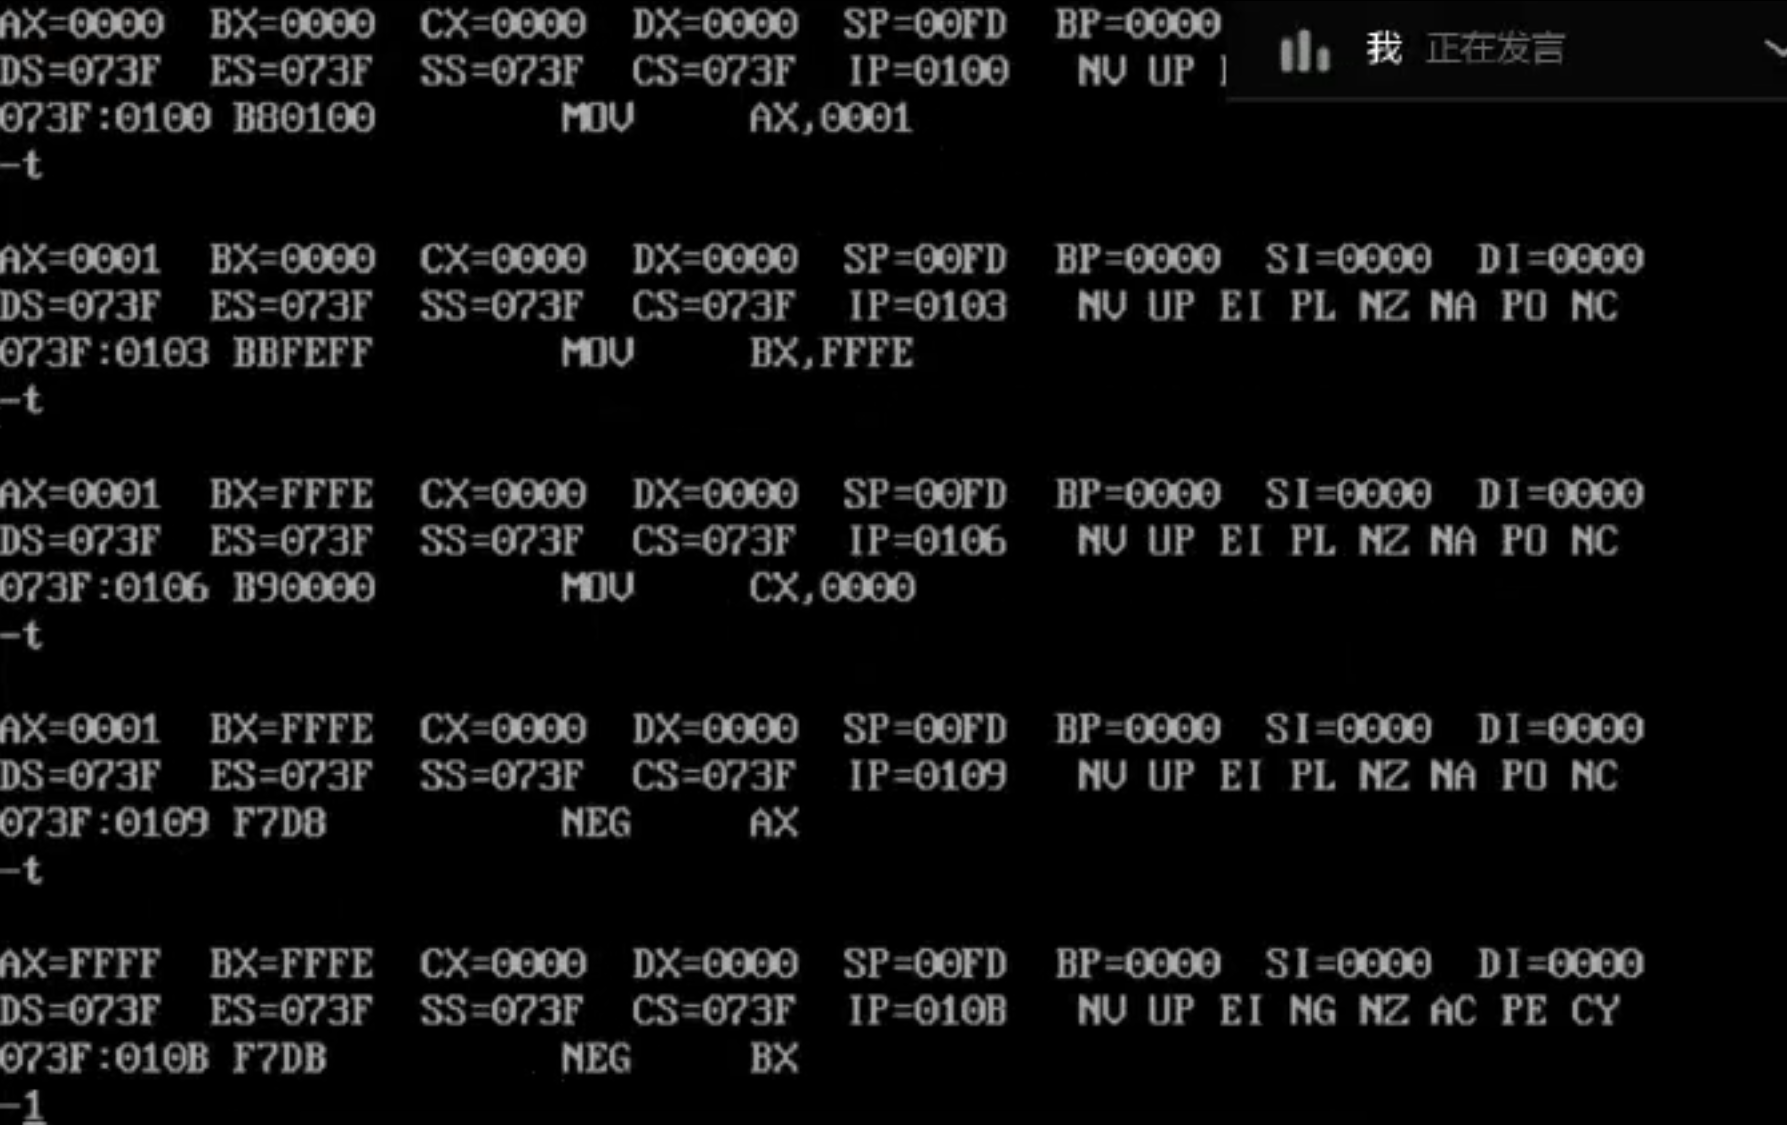 AX=0000 BX=0000 CX=0000 DX=0000 SP=00FD BP=0000
我 正在发言
DS=073F ES=073F SS=073F CS=073F IP=0100 NV UP
073F:0100 B80100 MOV AX,0001
-t
AX=0001 BX=0000 CX=0000 DX=0000 SP=00FD BP=0000 SI=0000 DI=0000
DS=073F ES=073F SS=073F CS=073F IP=0103 NV UP EI PL NZ NA PO NC
073F:0103 BBFEFF MOV BX,FFFE
-t
AX=0001 BX=FFFE CX=0000 DX=0000 SP=00FD BP=0000 SI=0000 DI=0000
DS=073F ES=073F SS=073F CS=073F IP=0106 NV UP EI PL NZ NA PO NC
073F:0106 B90000 MOV CX,0000
-t
AX=0001 BX=FFFE CX=0000 DX=0000 SP=00FD BP=0000 SI=0000 DI=0000
DS=073F ES=073F SS=073F CS=073F IP=0109 NV UP EI PL NZ NA PO NC
073F:0109 F7D8 NEG AX
-t
AX=FFFF BX=FFFE CX=0000 DX=0000 SP=00FD BP=0000 SI=0000 DI=0000
DS=073F ES=073F SS=073F CS=073F IP=010B NV UP EI NG NZ AC PE CY
073F:010B F7DB NEG BX
-1